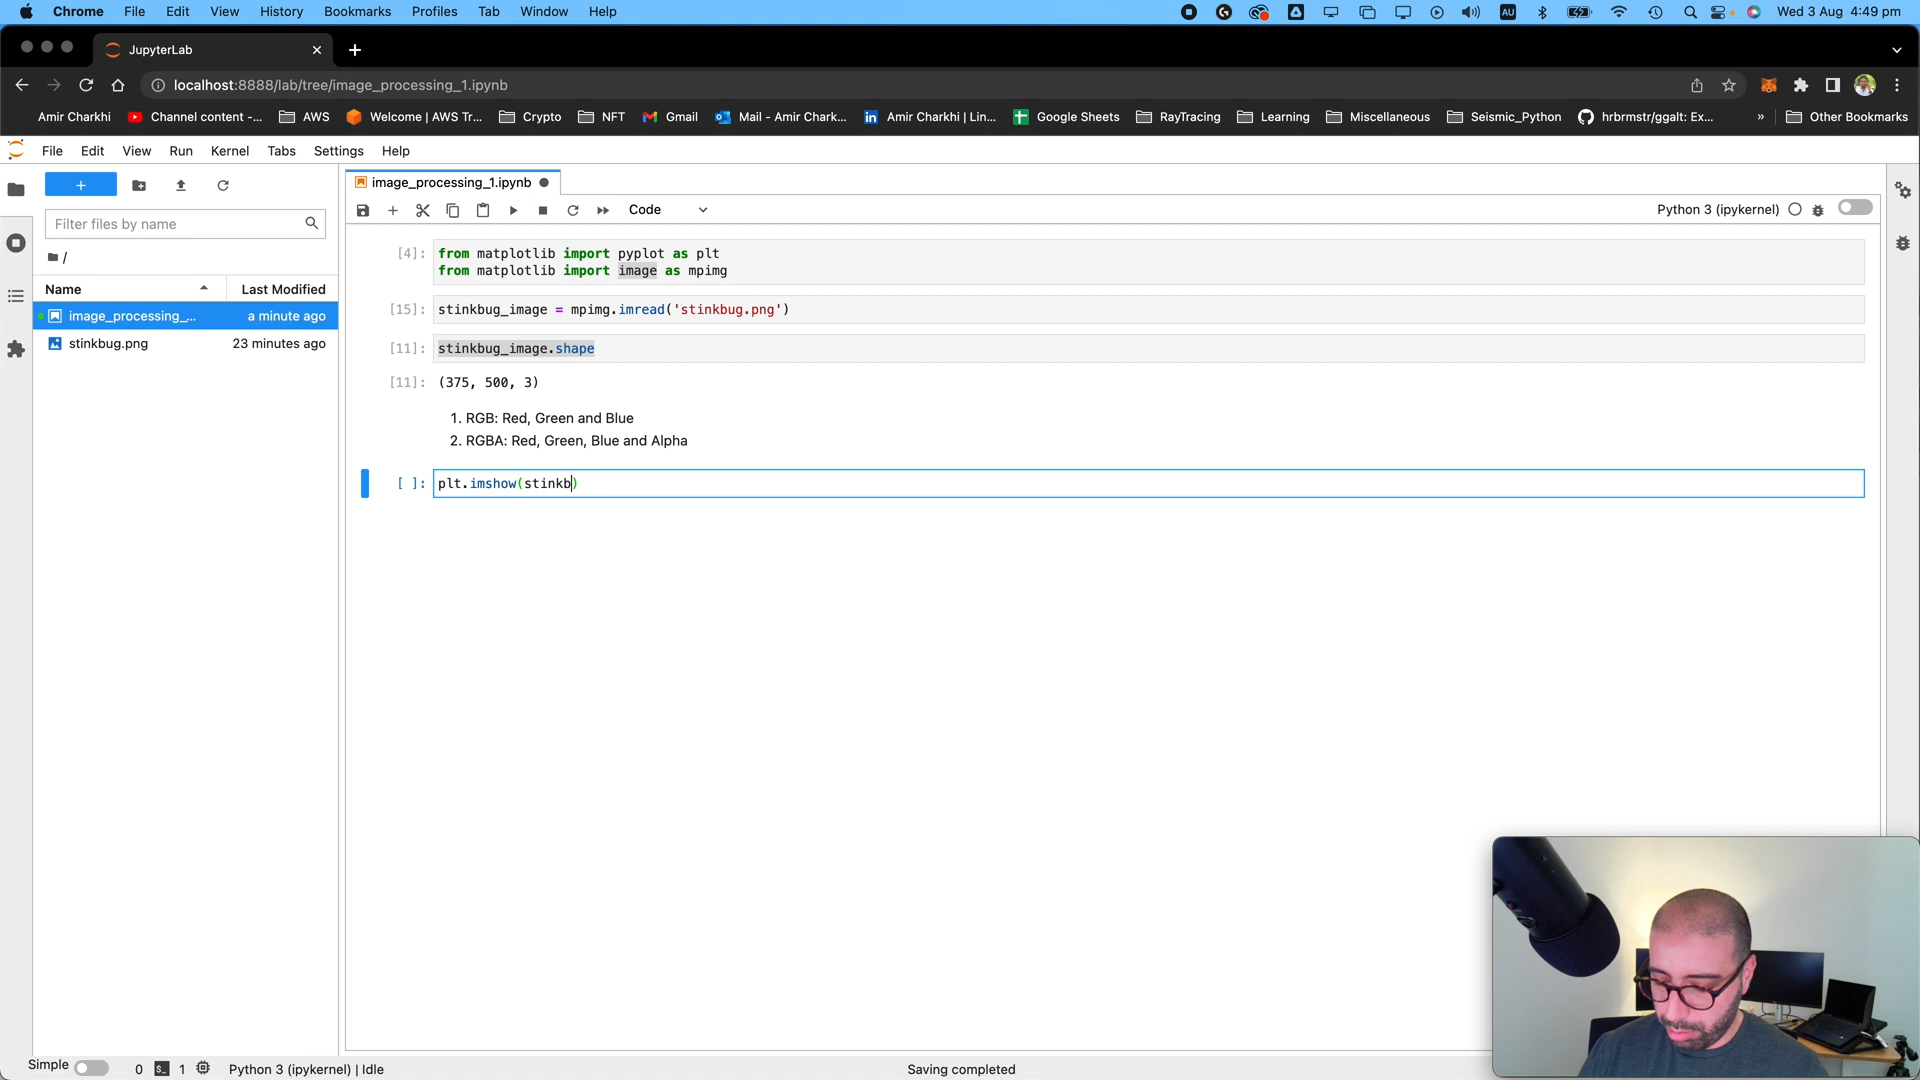 Chrome File Edit View History Bookmarks Profiles Tab Window Help AU Wed 3 Aug 4:49 pm
JupyterLab
localhost:8888/lab/tree/image_processing_1.ipynb
Amir Charkhi Channel content -... AWS Welcome | AWS Tr... Crypto NFT Gmail Mail - Amir Chark... Amir Charkhi | Lin... Google Sheets RayTracing Learning Miscellaneous Seismic_Python hrbrmstr/ggalt: Ex... » Other Bookmarks
File Edit View Run Kernel Tabs Settings Help
image_processing_1.ipynb
Code
Python 3 (ipykernel)
Filter files by name
/
Name Last Modified
image_processing_... a minute ago
stinkbug.png 23 minutes ago
[4]: from matplotlib import pyplot as plt
from matplotlib import image as mpimg
[15]: stinkbug_image = mpimg.imread('stinkbug.png')
[11]: stinkbug_image.shape
[11]: (375, 500, 3)
1. RGB: Red, Green and Blue
2. RGBA: Red, Green, Blue and Alpha
[ ]: plt.imshow(stinkb)
Simple 0 $_ 1 Python 3 (ipykernel) | Idle Saving completed